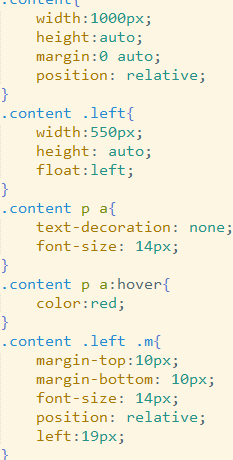 .content{
width:1000px;
height:auto;
margin:0 auto;
position: relative;
}
.content .left{
width:550px;
height: auto;
float:left;
}
.content p a{
text-decoration: none;
font-size: 14px;
}
.content p a:hover{
color:red;
}
.content .left .m{
margin-top:10px;
margin-bottom: 10px;
font-size: 14px;
position: relative;
left:19px;
}